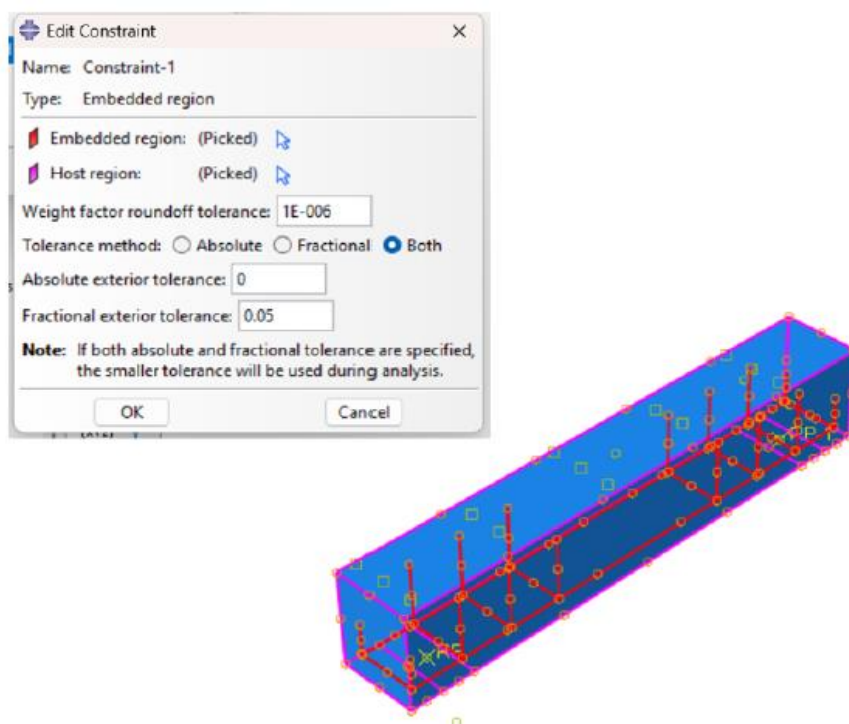 Edit Constraint
Name: Constraint-1
Type: Embedded region
Embedded region: (Picked)
Host region: (Picked)
Weight factor roundoff tolerance: 1E-006
Tolerance method: Absolute Fractional Both
Absolute exterior tolerance: 0
Fractional exterior tolerance: 0.05
Note: If both absolute and fractional tolerance are specified,
the smaller tolerance will be used during analysis.
OK Cancel